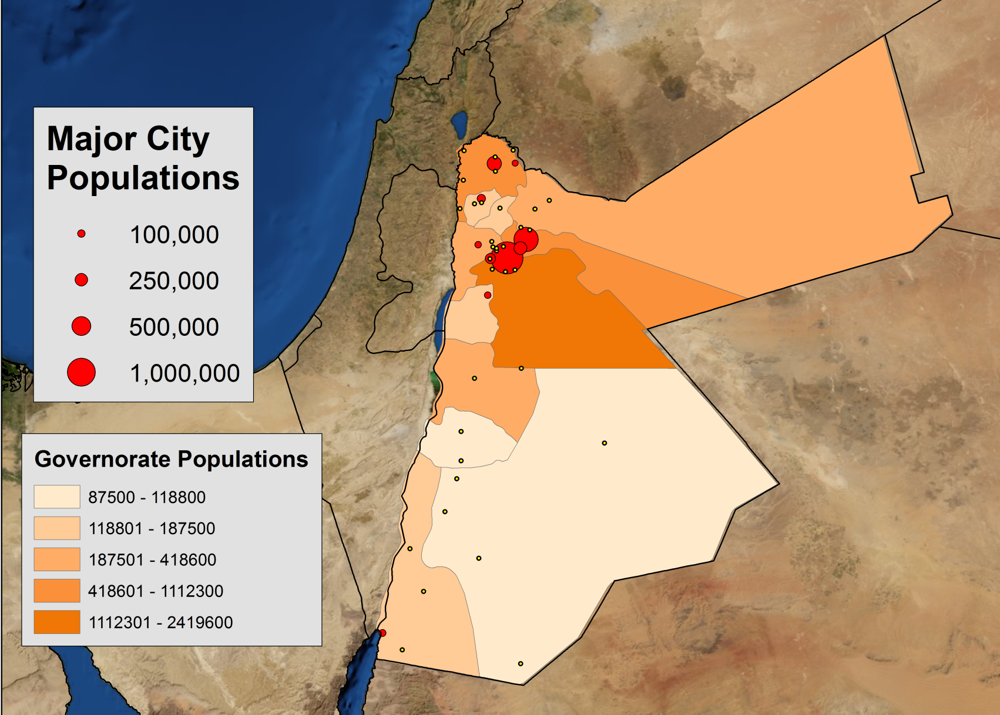 Major City
Populations
100,000
250,000
500,000
1,000,000
Governorate Populations
87500 - 118800
118801 - 187500
187501 - 418600
418601 - 1112300
1112301 - 2419600